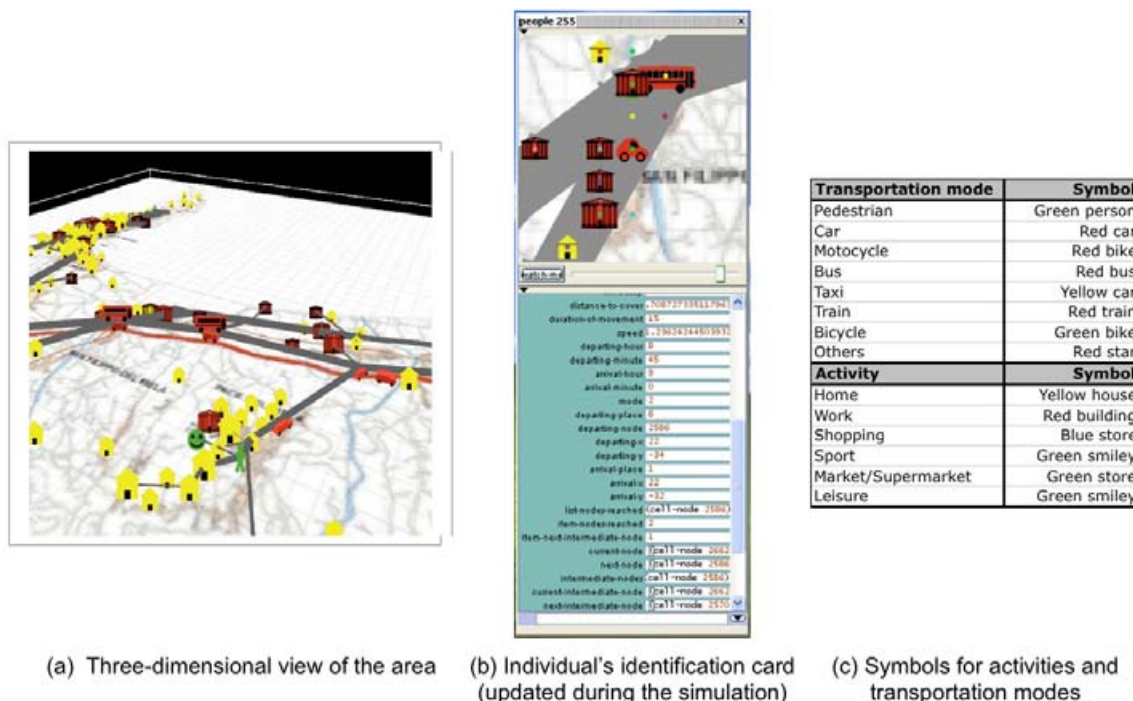 people 255
distance-to-cover
duration-of-movement 15
speed
departing-hour 8
departing-minute 45
arrival-hour 9
arrival-minute 0
mode 2
departing-place 6
departing-node 2586
departing-x 22
departing-y -34
arrival-place 1
arrival-x 22
arrival-y -32
list-nodes-reached (cell-node 2586)
item-nodes-reached 2
item-next-intermediate-node 1
current-node (cell-node 2662
next-node (cell-node 2586
intermediate-nodes cell-node 2586)
current-intermediate-node (cell-node 2662
next-intermediate-node (cell-node 2570
Transportation mode Symbol
Pedestrian Green person
Car Red car
Motocycle Red bike
Bus Red bus
Taxi Yellow car
Train Red train
Bicycle Green bike
Others Red star
Activity Symbol
Home Yellow house
Work Red building
Shopping Blue store
Sport Green smiley
Market/Supermarket Green store
Leisure Green smiley
(a) Three-dimensional view of the area
(b) Individual's identification card
(updated during the simulation)
(c) Symbols for activities and
transportation modes